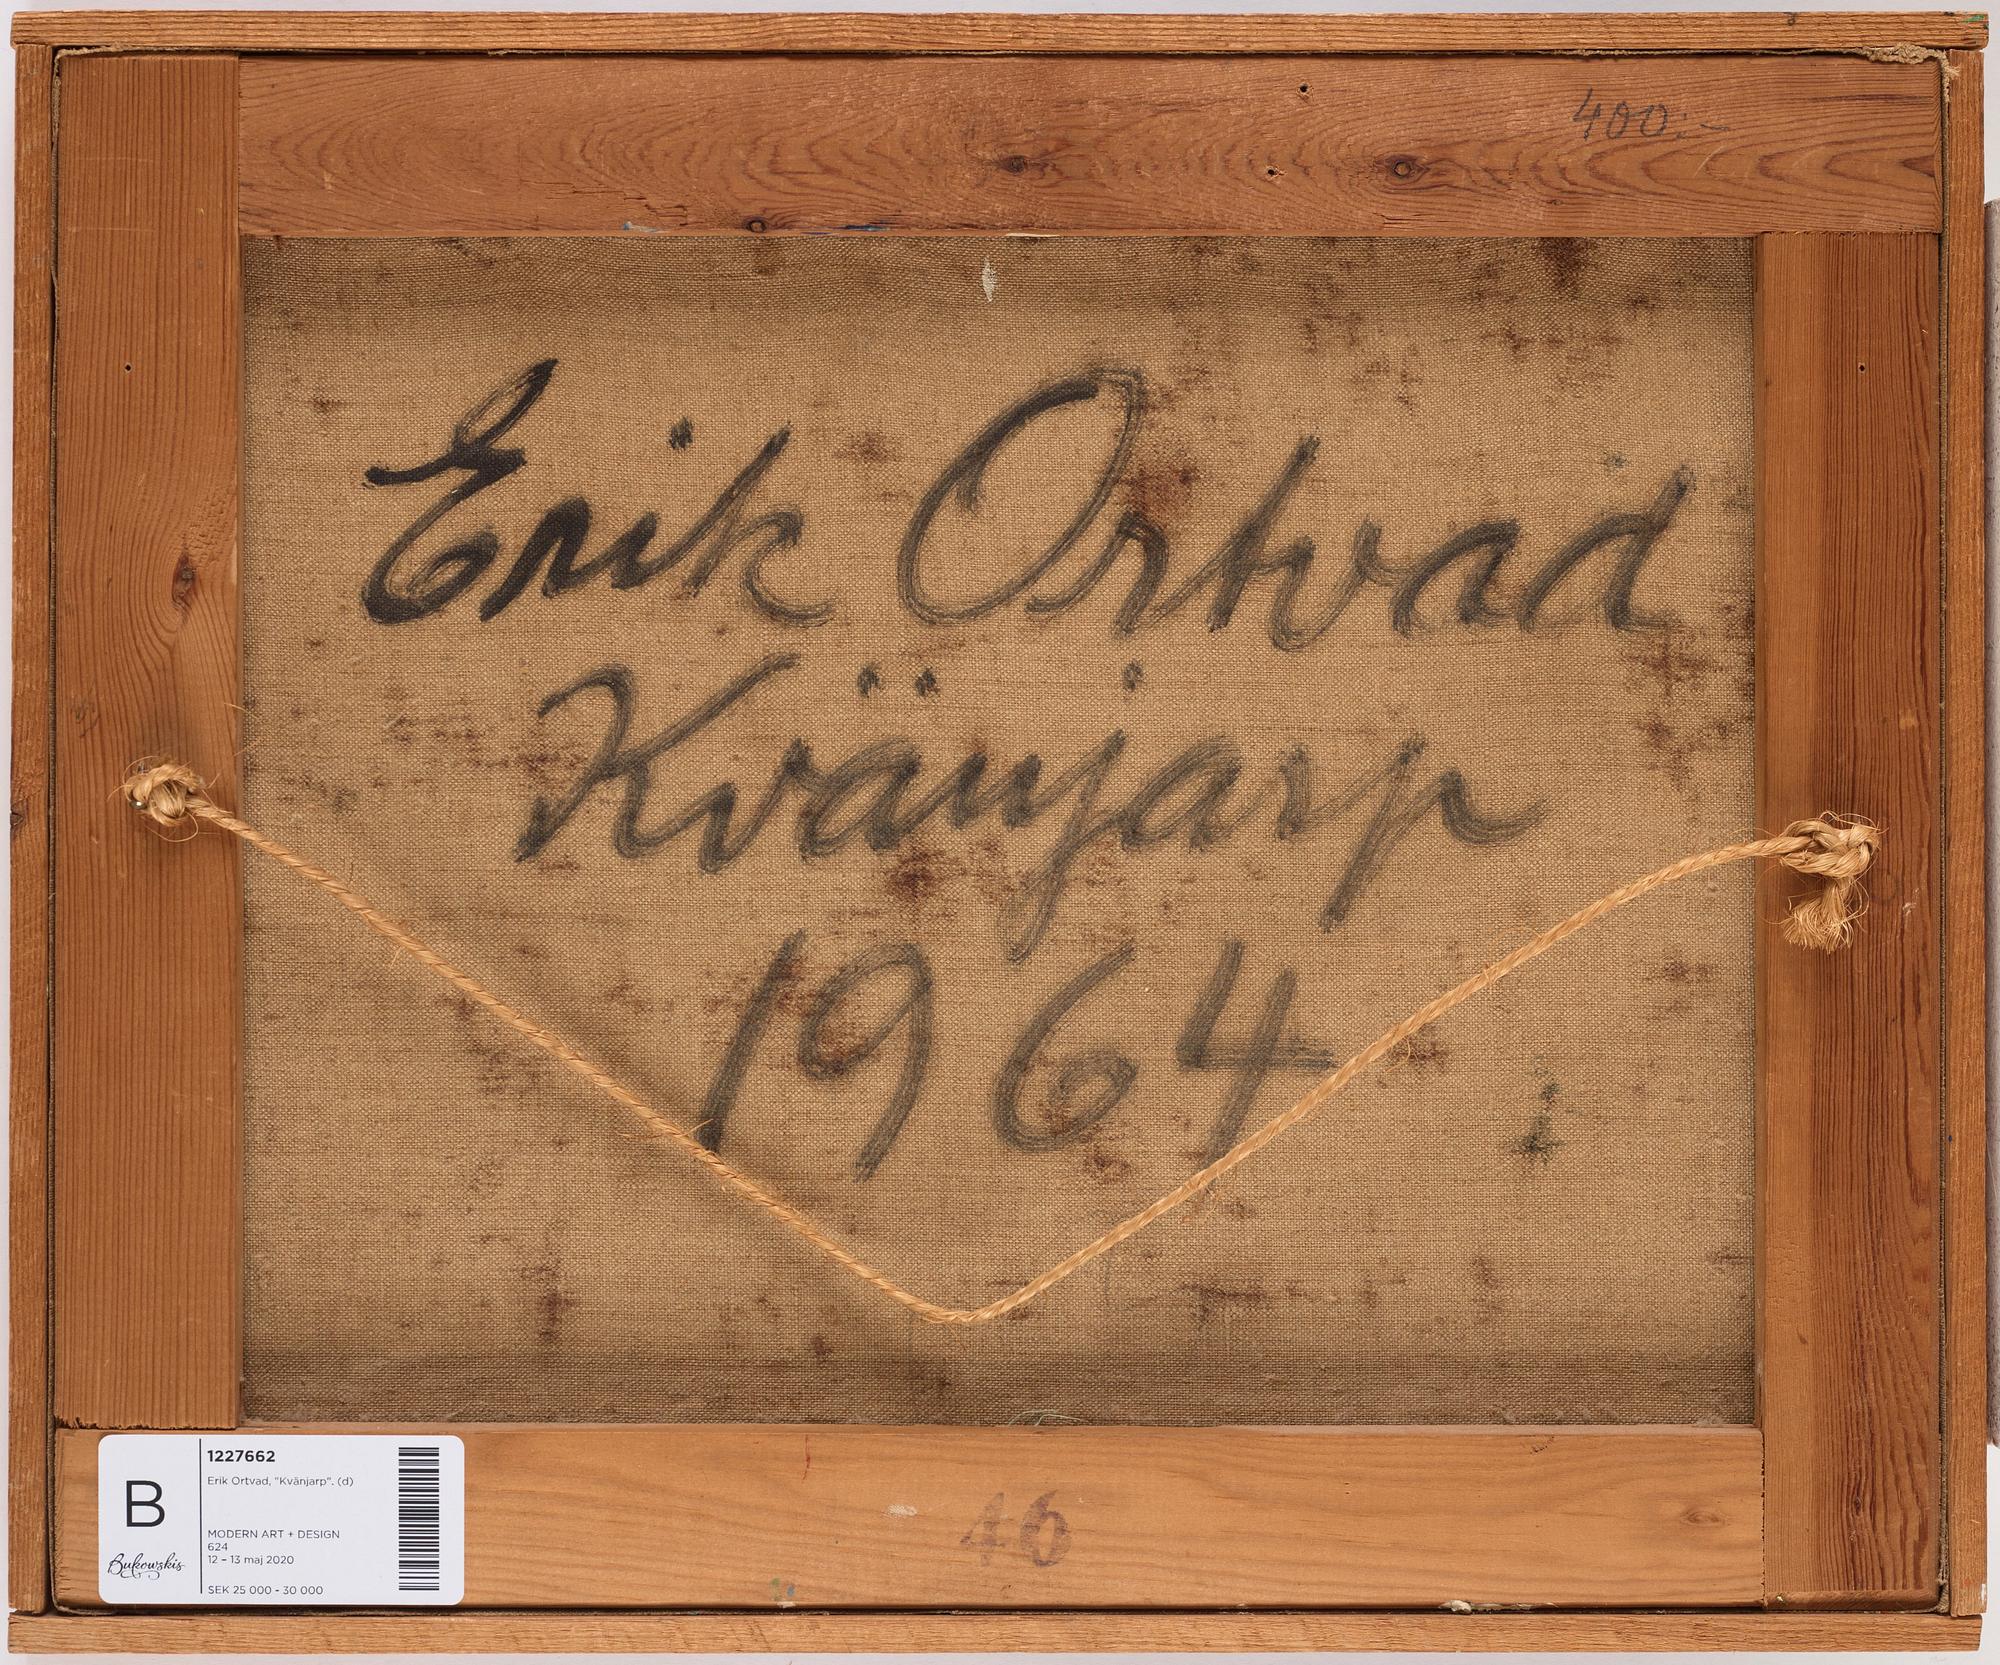 400:-
Erik Ortvad
Kvänjarp
1964
46
B
Bukowskis
1227662
Erik Ortvad, "Kvänjarp". (d)
MODERN ART + DESIGN
624
12 – 13 maj 2020
SEK 25 000 - 30 000